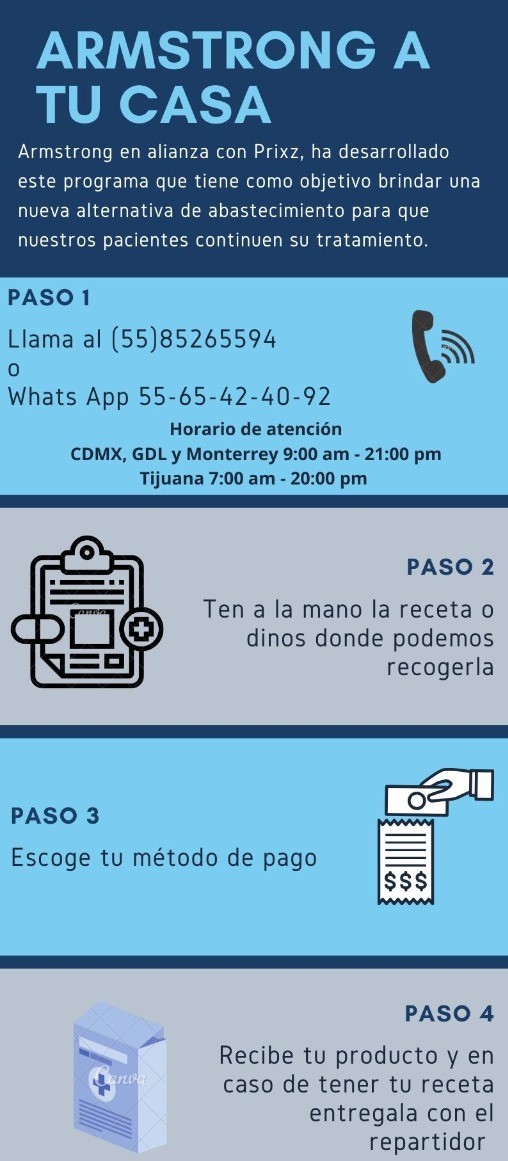 ARMSTRONG A
TU CASA
Armstrong en alianza con Prixz, ha desarrollado
este programa que tiene como objetivo brindar una
nueva alternativa de abastecimiento para que
nuestros pacientes continuen su tratamiento.
PASO 1
Llama al (55)85265594
o
Whats App 55-65-42-40-92
Horario de atención
CDMX, GDL y Monterrey 9:00 am - 21:00 pm
Tijuana 7:00 am - 20:00 pm
PASO 2
Canva
Ten a la mano la receta o
dinos donde podemos
recogerla
PASO 3
Escoge tu método de pago
$$$
PASO 4
Canva
Recibe tu producto y en
caso de tener tu receta
entregala con el
repartidor